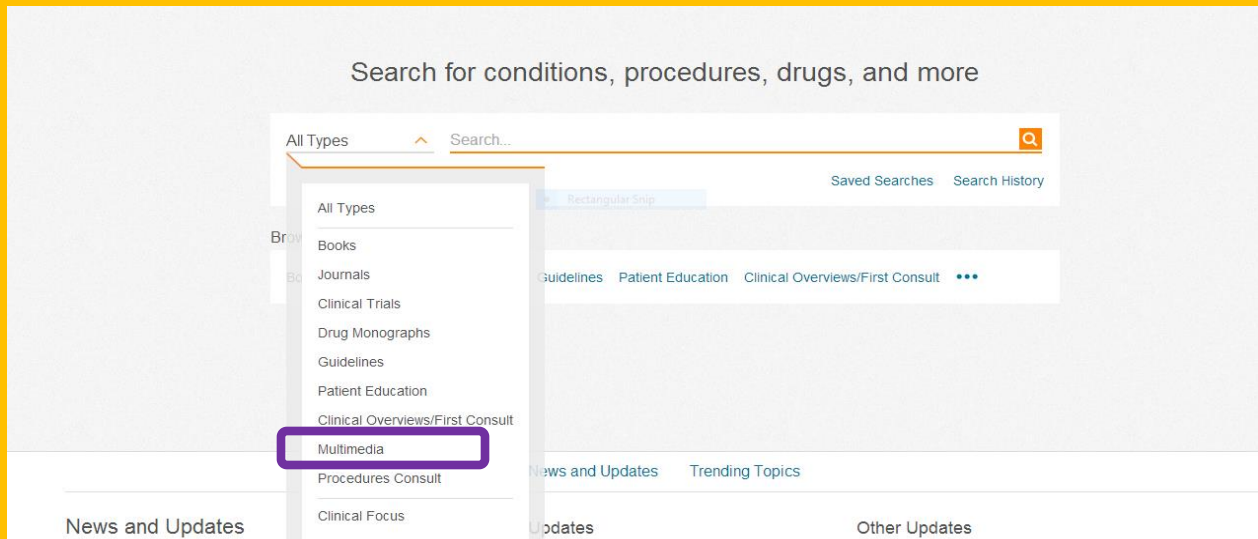 Search for conditions, procedures, drugs, and more
All Types Search...
Saved Searches Search History
Rectangular Snip
All Types
Books
Journals
Clinical Trials
Drug Monographs
Guidelines
Patient Education
Clinical Overviews/First Consult
Multimedia
Procedures Consult
Clinical Focus
Guidelines Patient Education Clinical Overviews/First Consult •••
News and Updates Trending Topics
News and Updates Updates Other Updates